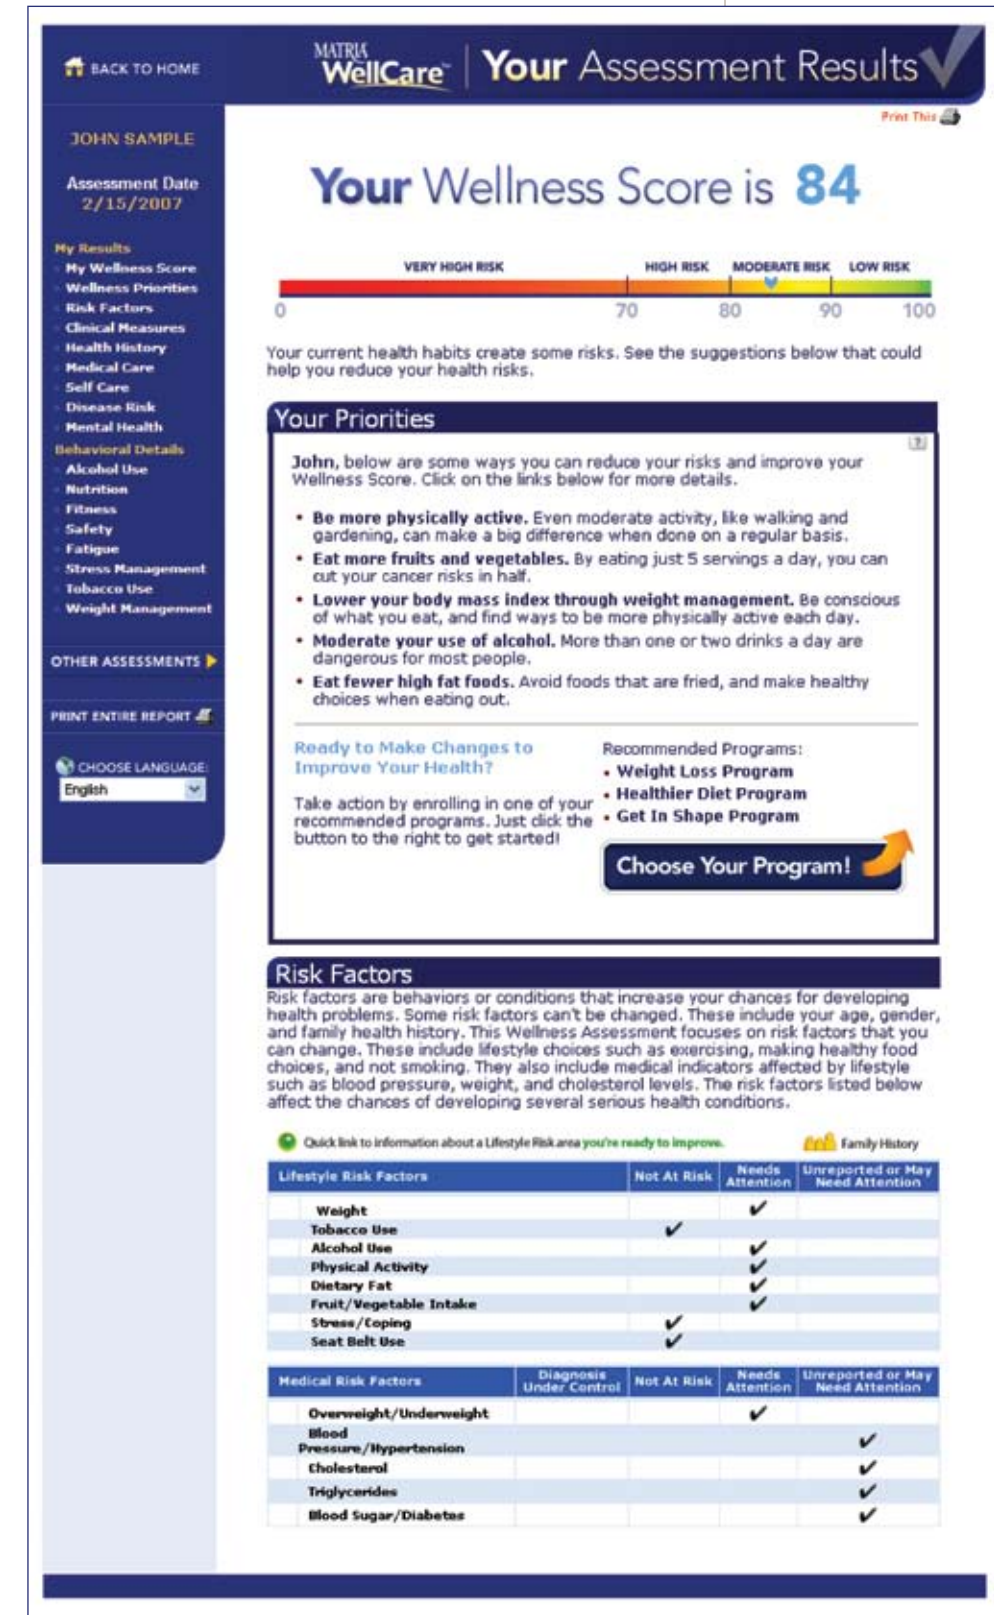 BACK TO HOME
MATRIA
WellCare™ Your Assessment Results
Print This
JOHN SAMPLE
Assessment Date
2/15/2007
My Results
My Wellness Score
Wellness Priorities
Risk Factors
Clinical Measures
Health History
Medical Care
Self Care
Disease Risk
Mental Health
Behavioral Details
Alcohol Use
Nutrition
Fitness
Safety
Fatigue
Stress Management
Tobacco Use
Weight Management
OTHER ASSESSMENTS
PRINT ENTIRE REPORT
CHOOSE LANGUAGE:
English
Your Wellness Score is 84
VERY HIGH RISK HIGH RISK MODERATE RISK LOW RISK
0 70 80 90 100
Your current health habits create some risks. See the suggestions below that could
help you reduce your health risks.
Your Priorities
?
John, below are some ways you can reduce your risks and improve your
Wellness Score. Click on the links below for more details.
• Be more physically active. Even moderate activity, like walking and
gardening, can make a big difference when done on a regular basis.
• Eat more fruits and vegetables. By eating just 5 servings a day, you can
cut your cancer risks in half.
• Lower your body mass index through weight management. Be conscious
of what you eat, and find ways to be more physically active each day.
• Moderate your use of alcohol. More than one or two drinks a day are
dangerous for most people.
• Eat fewer high fat foods. Avoid foods that are fried, and make healthy
choices when eating out.
Ready to Make Changes to
Improve Your Health?
Take action by enrolling in one of your
recommended programs. Just click the
button to the right to get started!
Recommended Programs:
• Weight Loss Program
• Healthier Diet Program
• Get In Shape Program
Choose Your Program!
Risk Factors
Risk factors are behaviors or conditions that increase your chances for developing
health problems. Some risk factors can't be changed. These include your age, gender,
and family health history. This Wellness Assessment focuses on risk factors that you
can change. These include lifestyle choices such as exercising, making healthy food
choices, and not smoking. They also include medical indicators affected by lifestyle
such as blood pressure, weight, and cholesterol levels. The risk factors listed below
affect the chances of developing several serious health conditions.
Quick link to information about a Lifestyle Risk area you're ready to improve. Family History
Lifestyle Risk Factors Not At Risk Needs Attention Unreported or May Need Attention
Weight ✔
Tobacco Use ✔
Alcohol Use ✔
Physical Activity ✔
Dietary Fat ✔
Fruit/Vegetable Intake ✔
Stress/Coping ✔
Seat Belt Use ✔
Medical Risk Factors Diagnosis Under Control Not At Risk Needs Attention Unreported or May Need Attention
Overweight/Underweight ✔
Blood
Pressure/Hypertension ✔
Cholesterol ✔
Triglycerides ✔
Blood Sugar/Diabetes ✔